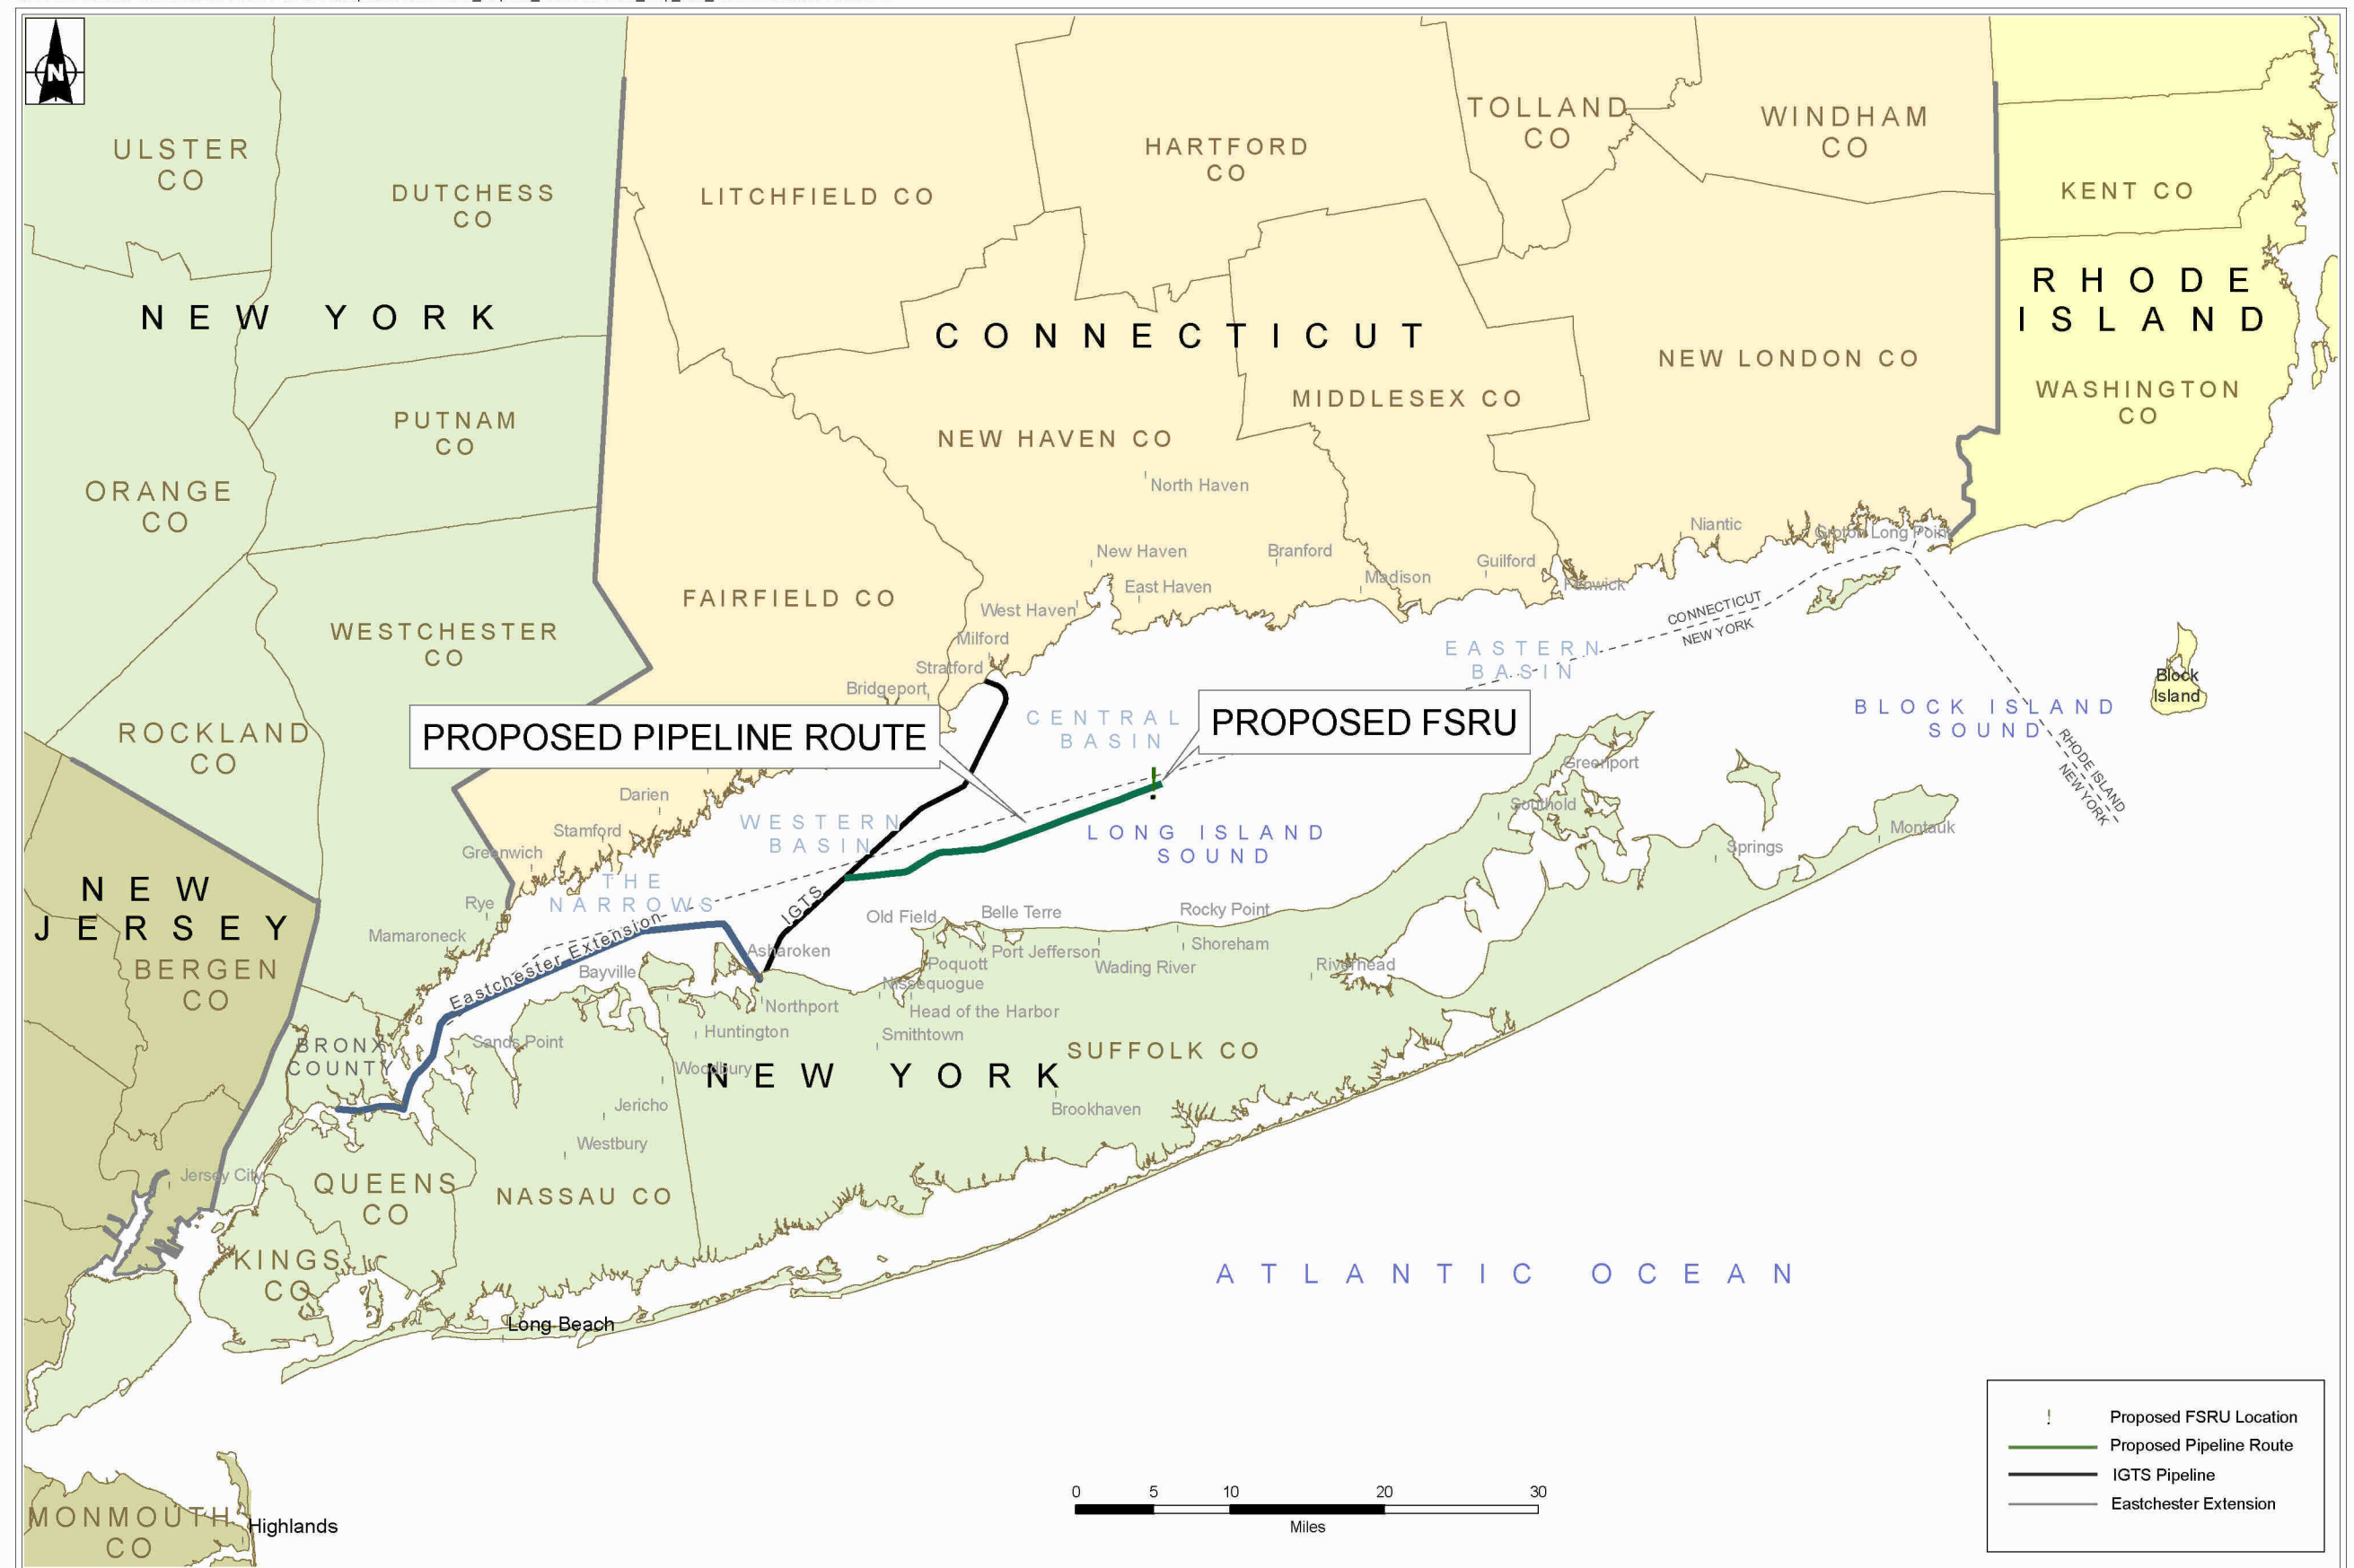 N
ULSTER
CO
DUTCHESS
CO
LITCHFIELD CO
HARTFORD
CO
TOLLAND
CO
WINDHAM
CO
KENT CO
NEW YORK
CONNECTICUT
RHODE
ISLAND
PUTNAM
CO
ORANGE
CO
NEW HAVEN CO
MIDDLESEX CO
NEW LONDON CO
WASHINGTON
CO
North Haven
New Haven
Branford
Guilford
Niantic
Groton Long Point
East Haven
Madison
Fenwick
West Haven
Milford
Stratford
Bridgeport
FAIRFIELD CO
WESTCHESTER
CO
ROCKLAND
CO
CONNECTICUT
NEW YORK
EASTERN
BASIN
CENTRAL
BASIN
BLOCK ISLAND
SOUND
Block
Island
RHODE ISLAND
NEW YORK
PROPOSED PIPELINE ROUTE
PROPOSED FSRU
Darien
Stamford
Greenwich
Rye
Mamaroneck
WESTERN
BASIN
THE
NARROWS
LONG ISLAND
SOUND
Greenport
Southold
Springs
Montauk
NEW
JERSEY
BERGEN
CO
IGTS
Eastchester Extension
Old Field
Belle Terre
Rocky Point
Asharoken
Port Jefferson
Shoreham
Bayville
Poquott
Wading River
Riverhead
Nissequogue
Northport
Head of the Harbor
Huntington
Smithtown
Sands Point
BRONX
COUNTY
Woodbury
NEW YORK
SUFFOLK CO
Jericho
Brookhaven
Westbury
Jersey City
QUEENS
CO
NASSAU CO
KINGS
CO
Long Beach
ATLANTIC OCEAN
MONMOUTH
CO
Highlands
0 5 10 20 30
Miles
Proposed FSRU Location
Proposed Pipeline Route
IGTS Pipeline
Eastchester Extension